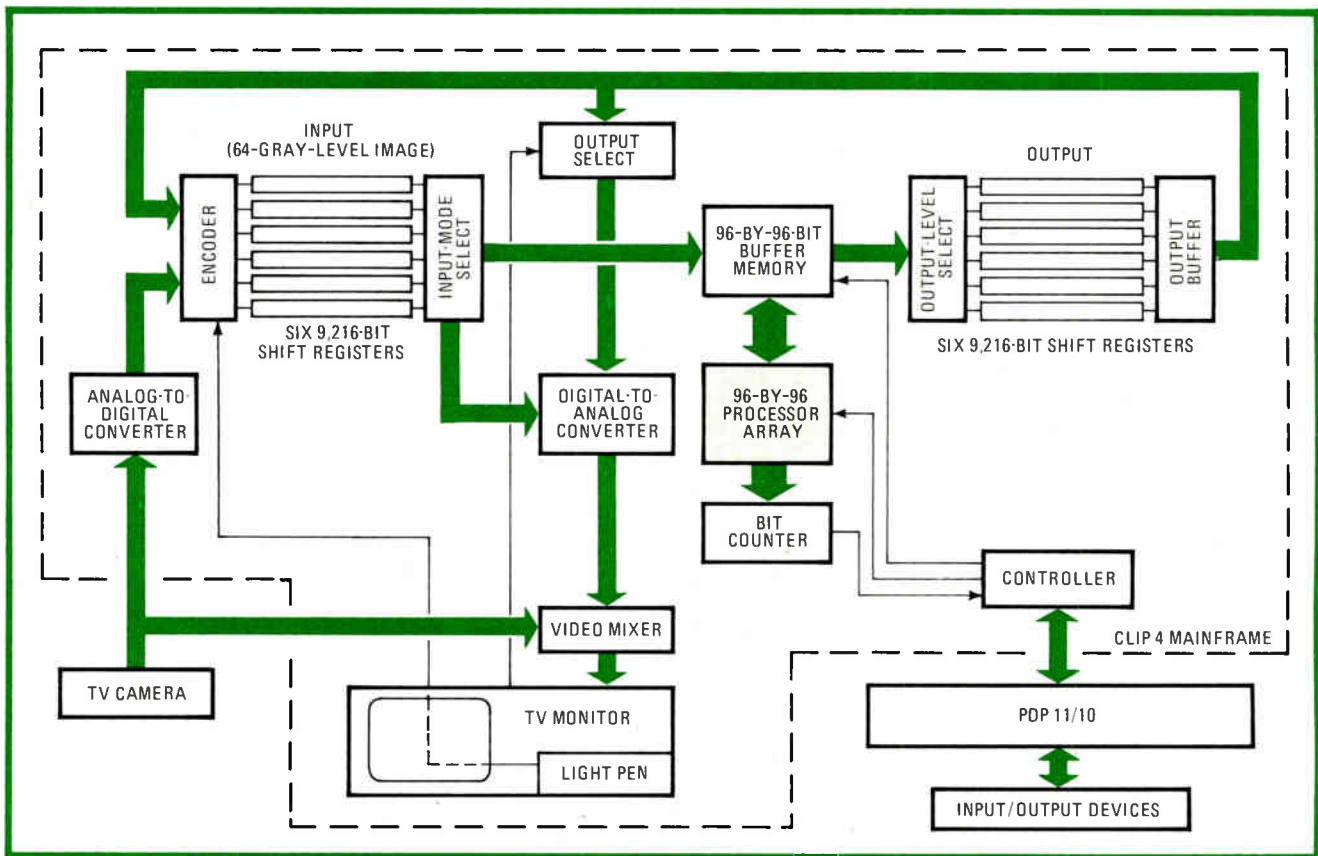 INPUT
(64-GRAY-LEVEL IMAGE)
ENCODER
INPUT-MODE
SELECT
SIX 9,216-BIT
SHIFT REGISTERS
OUTPUT
SELECT
96-BY-96-BIT
BUFFER
MEMORY
OUTPUT
OUTPUT-LEVEL
SELECT
OUTPUT
BUFFER
SIX 9,216-BIT SHIFT REGISTERS
ANALOG-TO-
DIGITAL
CONVERTER
DIGITAL-TO-
ANALOG
CONVERTER
96-BY-96
PROCESSOR
ARRAY
BIT
COUNTER
CONTROLLER
VIDEO MIXER
CLIP 4 MAINFRAME
TV CAMERA
TV MONITOR
LIGHT PEN
PDP 11/10
INPUT/OUTPUT DEVICES